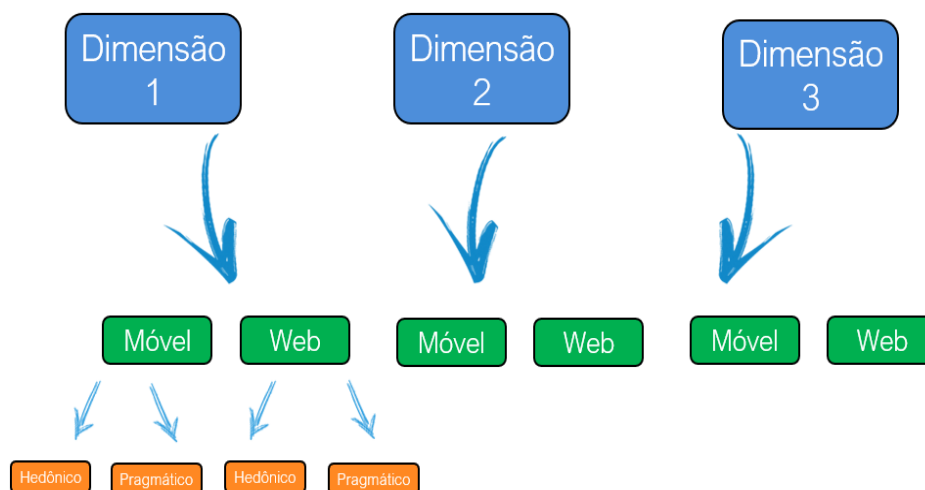 Dimensão
1
Dimensão
2
Dimensão
3
Móvel
Web
Móvel
Web
Móvel
Web
Hedônico
Pragmático
Hedônico
Pragmático